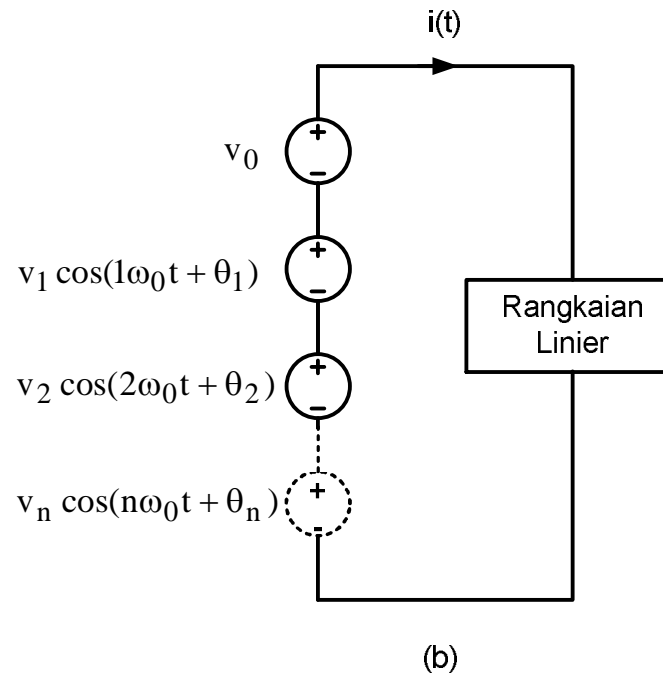 i(t)
v₀
+
−
v₁ cos(1ω₀t + θ₁)
+
−
Rangkaian
Linier
v₂ cos(2ω₀t + θ₂)
+
−
vₙ cos(nω₀t + θₙ)
+
-
(b)